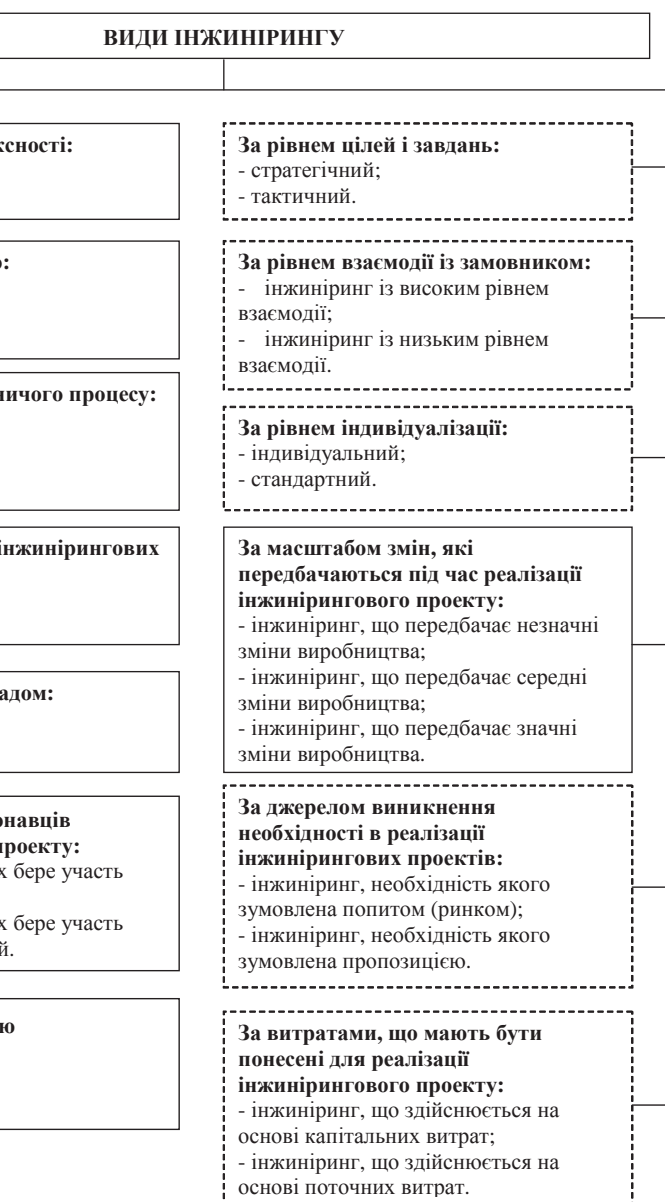 ВИДИ ІНЖИНІРИНГУ
ксності:
о:
ничого процесу:
інжинірингових
адом:
онавців
проекту:
х бере участь
х бере участь
й.
ю
За рівнем цілей і завдань:
- стратегічний;
- тактичний.
За рівнем взаємодії із замовником:
- інжиніринг із високим рівнем
взаємодії;
- інжиніринг із низьким рівнем
взаємодії.
За рівнем індивідуалізації:
- індивідуальний;
- стандартний.
За масштабом змін, які
передбачаються під час реалізації
інжинірингового проекту:
- інжиніринг, що передбачає незначні
зміни виробництва;
- інжиніринг, що передбачає середні
зміни виробництва;
- інжиніринг, що передбачає значні
зміни виробництва.
За джерелом виникнення
необхідності в реалізації
інжинірингових проектів:
- інжиніринг, необхідність якого
зумовлена попитом (ринком);
- інжиніринг, необхідність якого
зумовлена пропозицією.
За витратами, що мають бути
понесені для реалізації
інжинірингового проекту:
- інжиніринг, що здійснюється на
основі капітальних витрат;
- інжиніринг, що здійснюється на
основі поточних витрат.